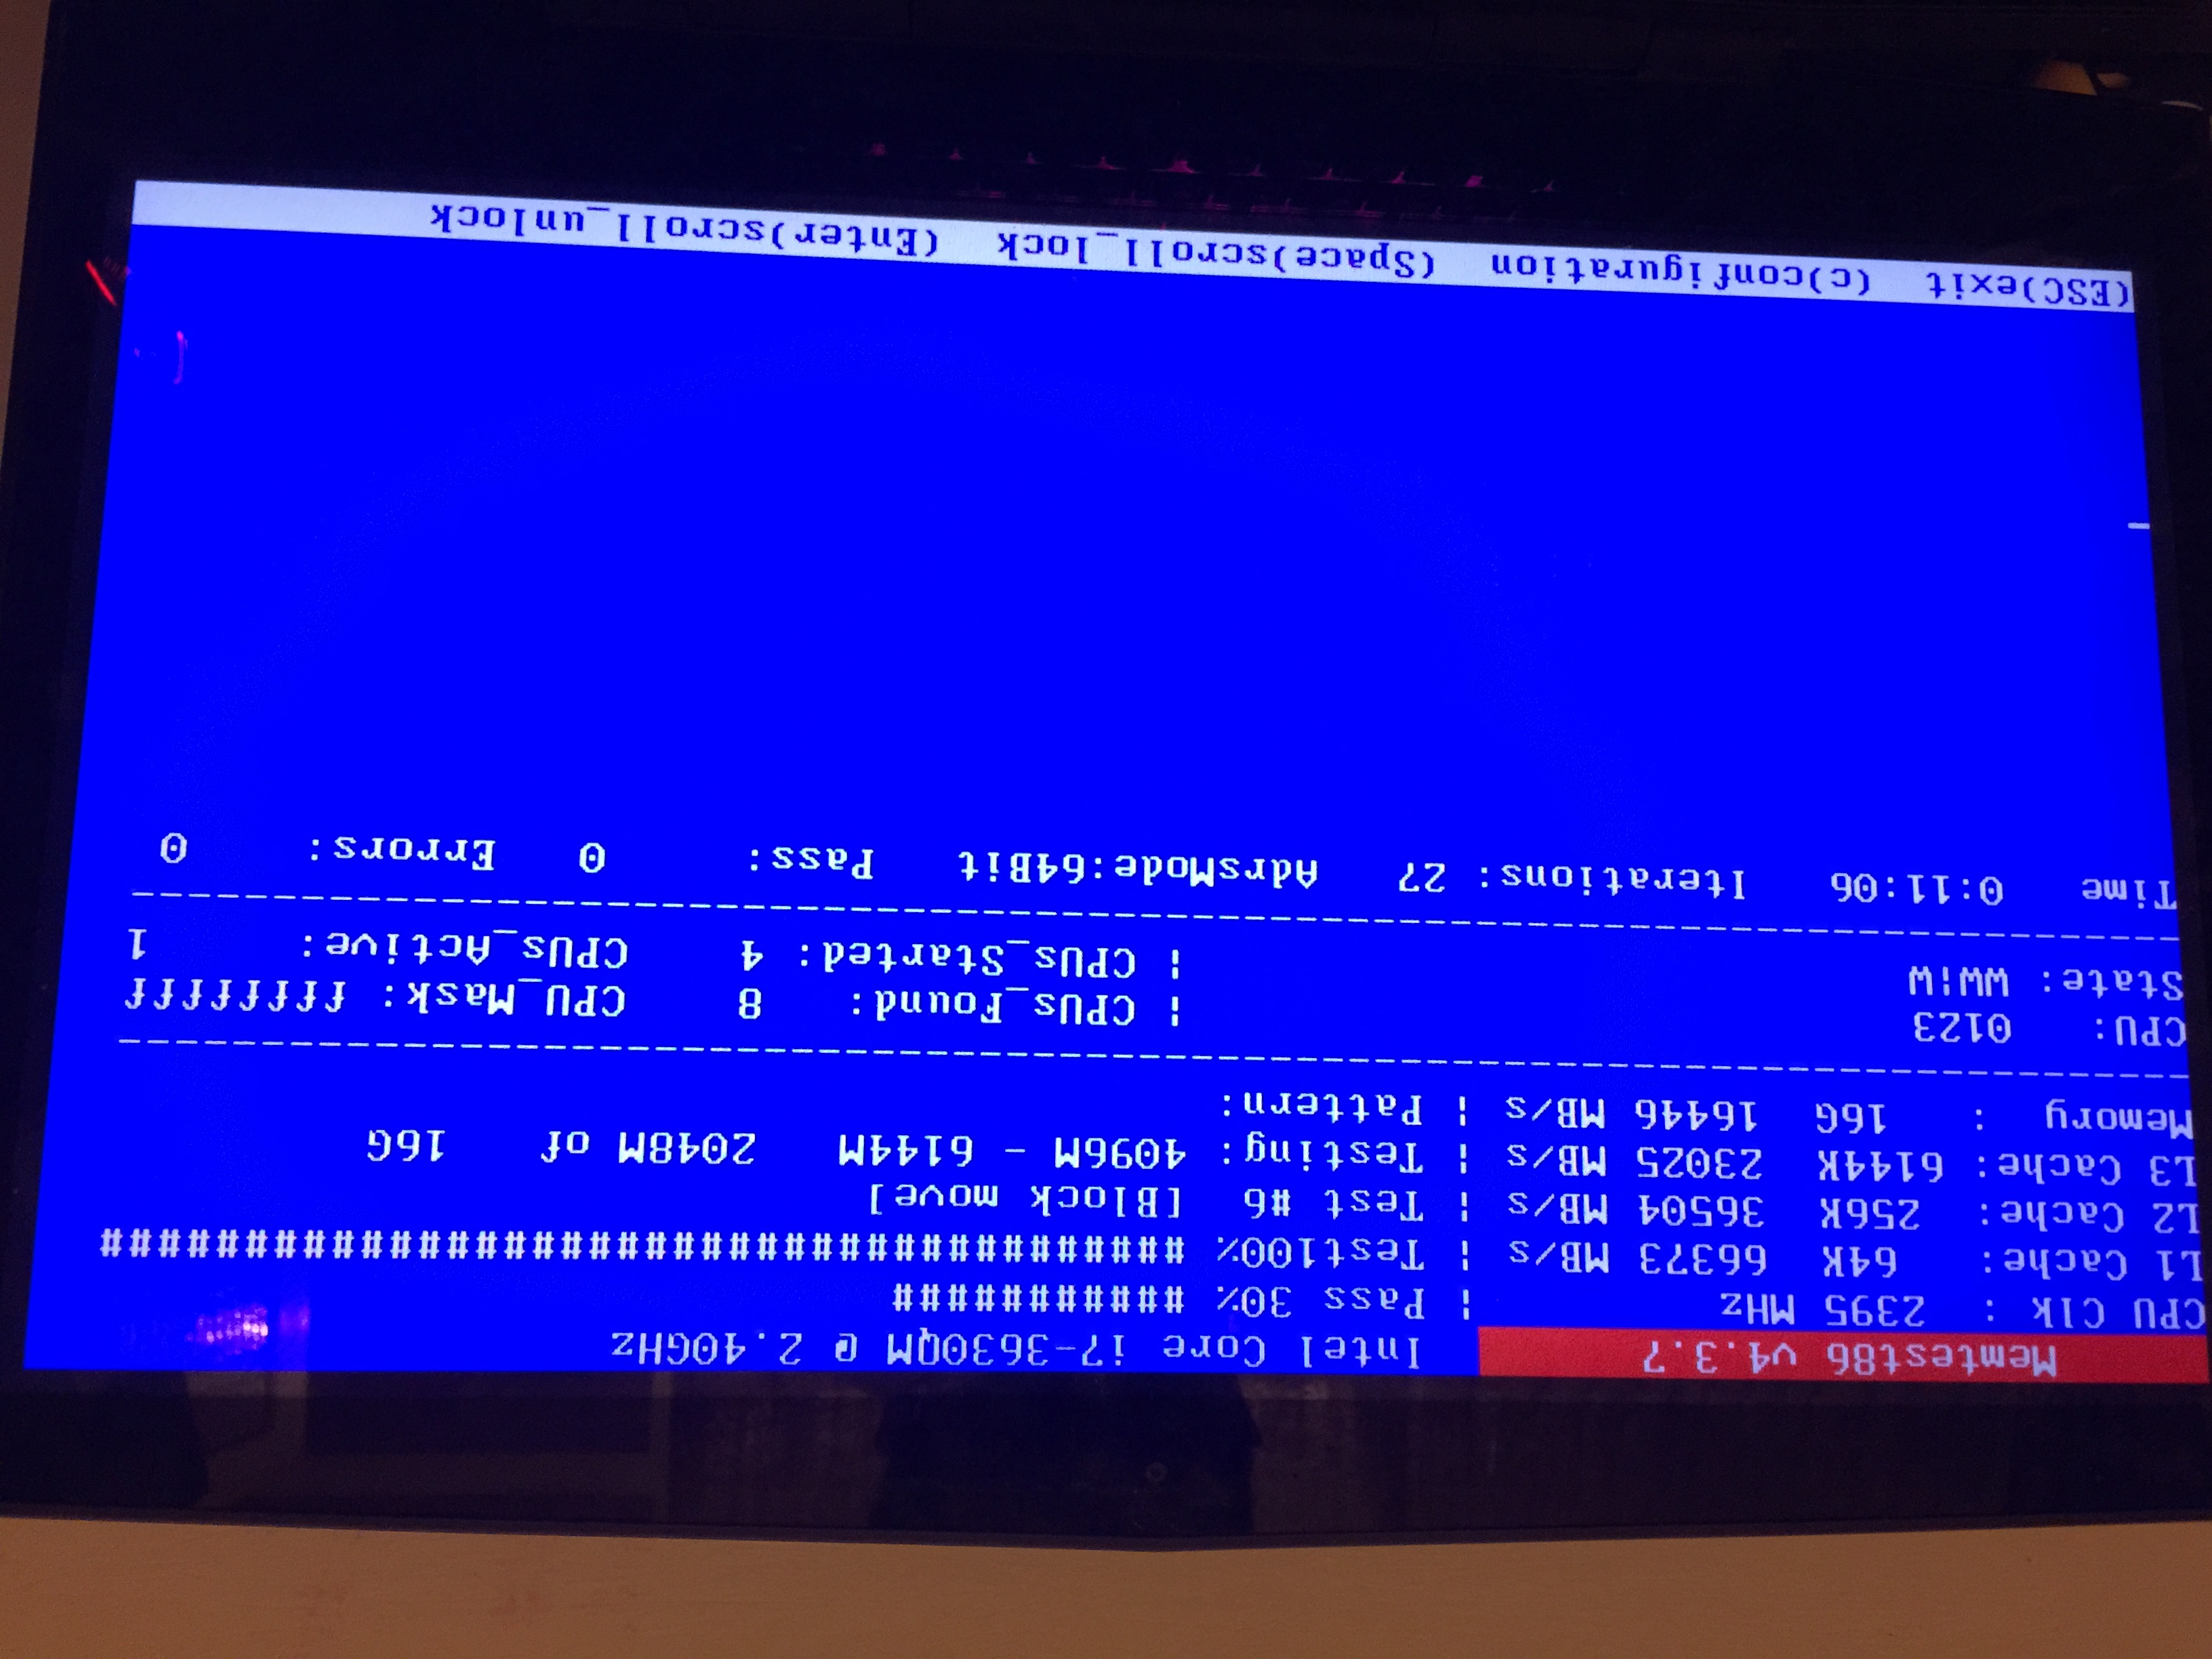 Memtest86 v4.3.7 Intel Core i7-3630QM @ 2.40GHz
CPU Clk : 2395 MHz | Pass 30% ###########
L1 Cache: 64K 66373 MB/s | Test100% ########################################
L2 Cache: 256K 36504 MB/s | Test #6 [Block move]
L3 Cache: 6144K 23025 MB/s | Testing: 4096M - 6144M 2048M of 16G
Memory : 16G 16446 MB/s | Pattern:
------------------------------------------------------------------------------
CPU: 0123 | CPUs_Found: 8 CPU_Mask: ffffffff
State: WW|W | CPUs_Started: 4 CPUs_Active: 1
------------------------------------------------------------------------------
Time 0:11:06 Iterations: 27 AdrsMode:64Bit Pass: 0 Errors: 0
_
(ESC)exit (c)configuration (Space)scroll_lock (Enter)scroll_unlock